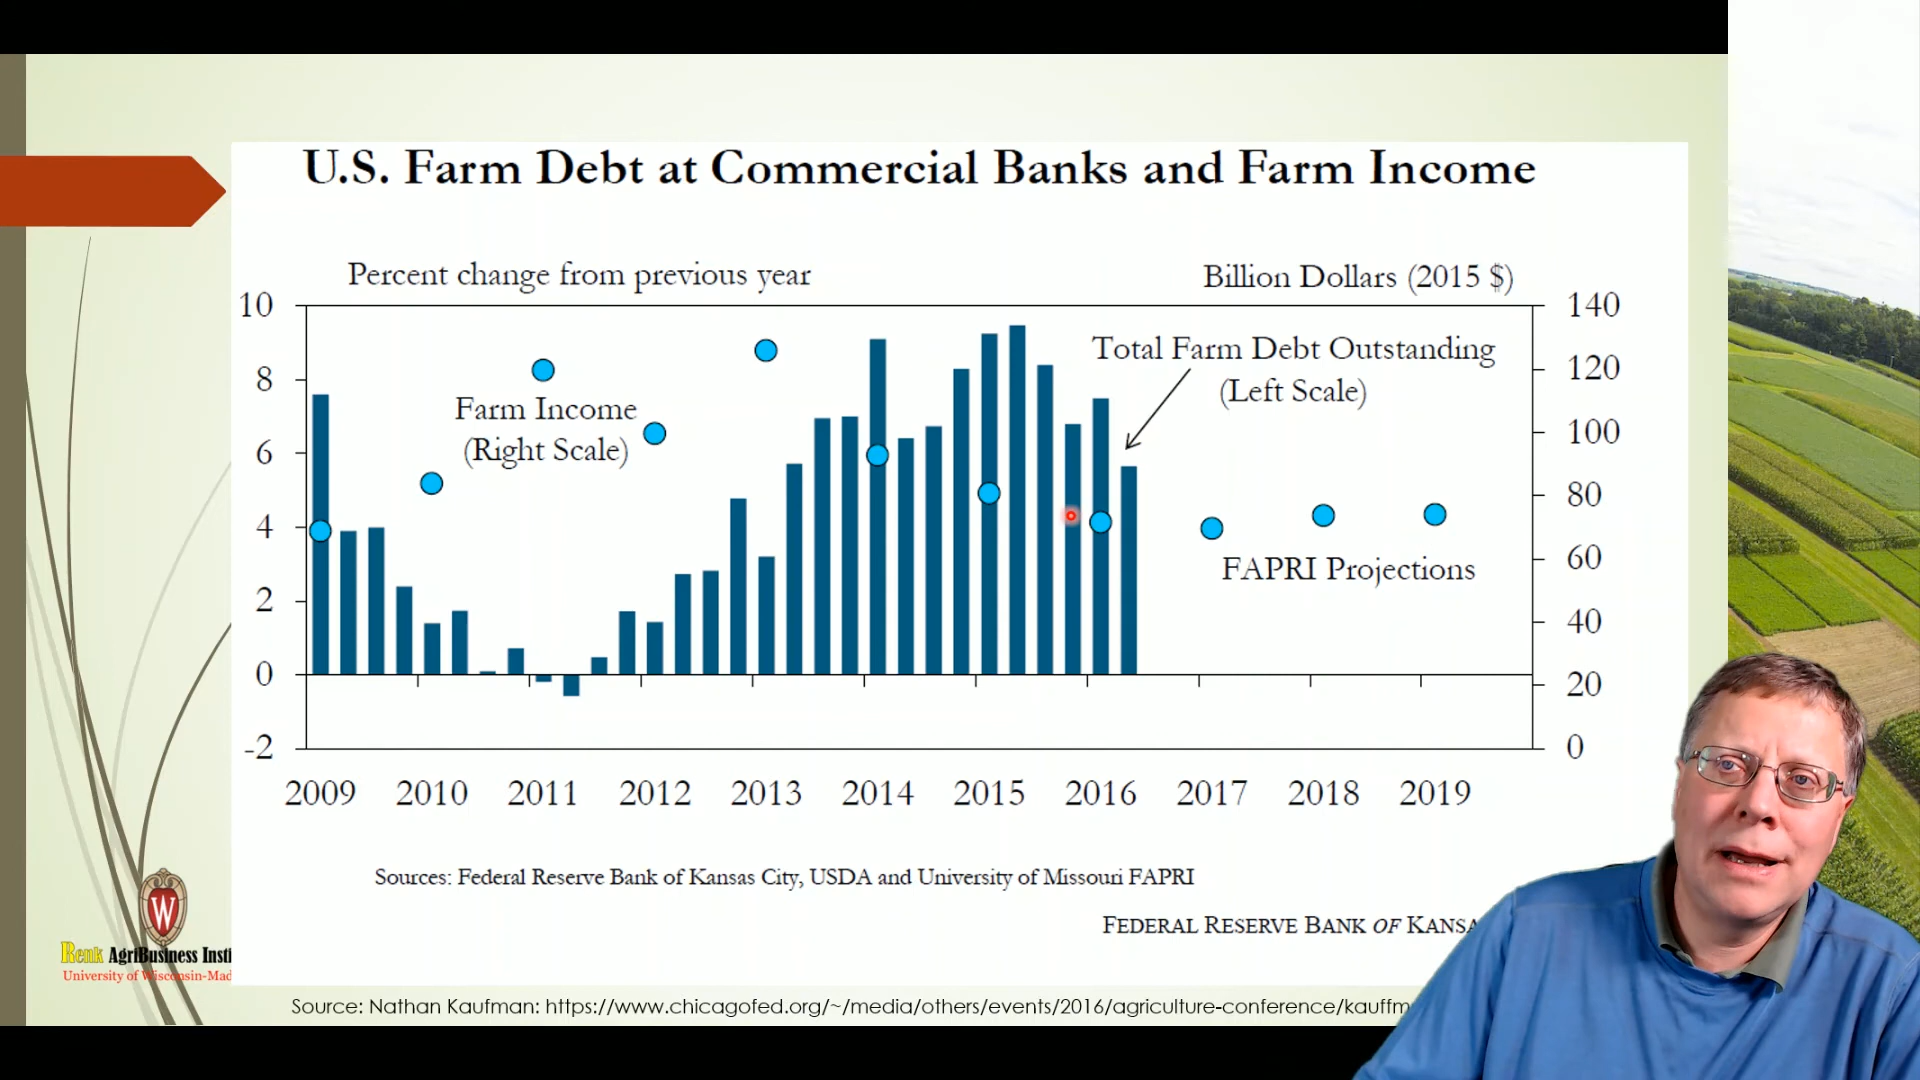 U.S. Farm Debt at Commercial Banks and Farm Income
Percent change from previous year
Billion Dollars (2015 $)
10
8
6
4
2
0
-2
140
120
100
80
60
40
20
0
Farm Income
(Right Scale)
Total Farm Debt Outstanding
(Left Scale)
FAPRI Projections
2009 2010 2011 2012 2013 2014 2015 2016 2017 2018 2019
Sources: Federal Reserve Bank of Kansas City, USDA and University of Missouri FAPRI
FEDERAL RESERVE BANK OF KANSA
W
Renk AgriBusiness Insti
University of Wisconsin-Mad
Source: Nathan Kaufman: https://www.chicagofed.org/~/media/others/events/2016/agriculture-conference/kauffm